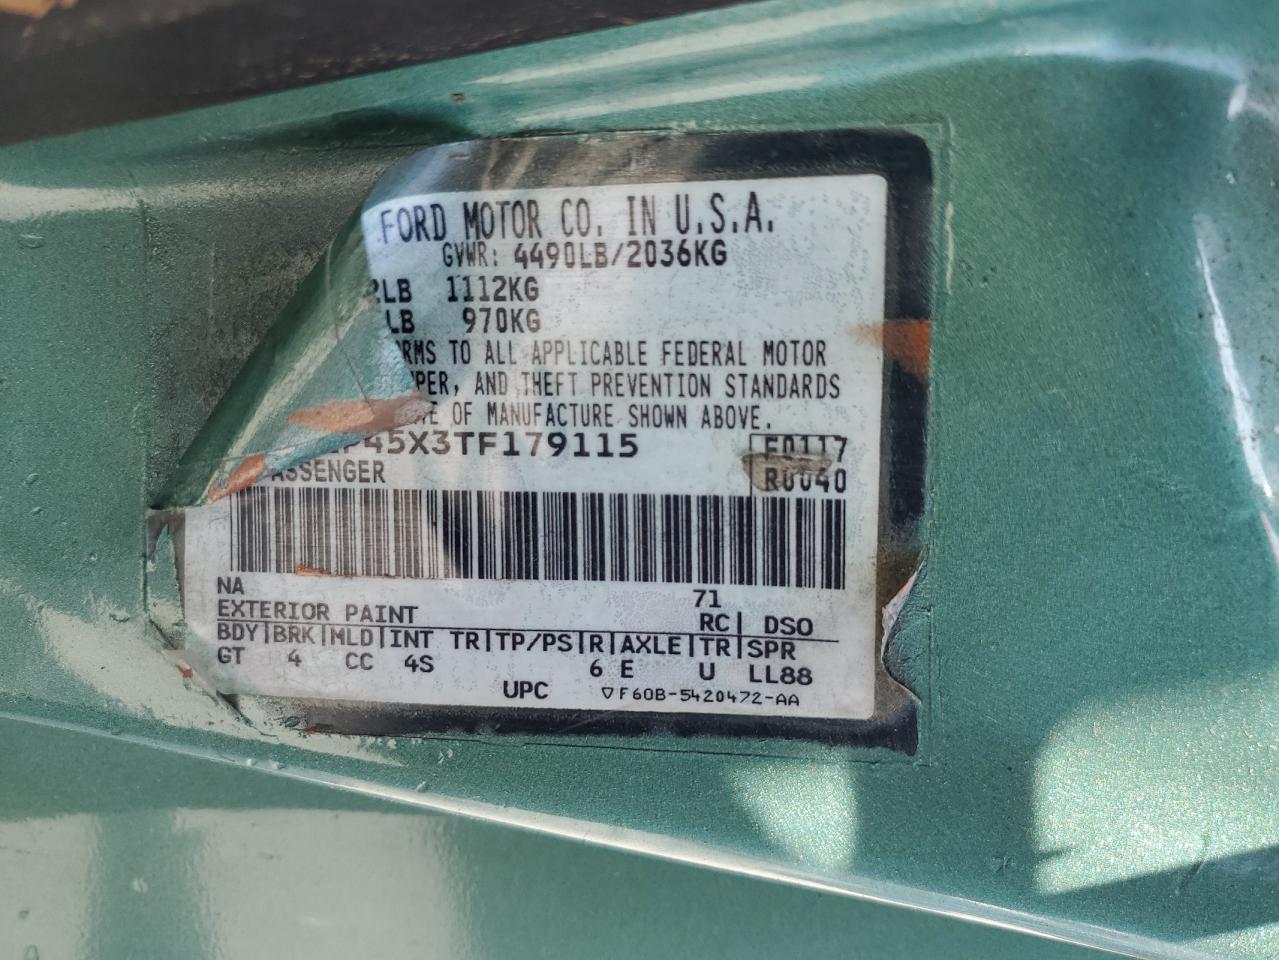 FORD MOTOR CO. IN U.S.A.
GVWR: 4490LB/2036KG
LB 1112KG
LB 970KG
RMS TO ALL APPLICABLE FEDERAL MOTOR
PER, AND THEFT PREVENTION STANDARDS
OF MANUFACTURE SHOWN ABOVE.
P45X3TF179115 F0117
ASSENGER R0040
NA 71
EXTERIOR PAINT RC| DSO
BDY|BRK|MLD|INT TR|TP/PS|R|AXLE|TR|SPR
GT 4 CC 4S 6 E U LL88
UPC ▽F60B-5420472-AA